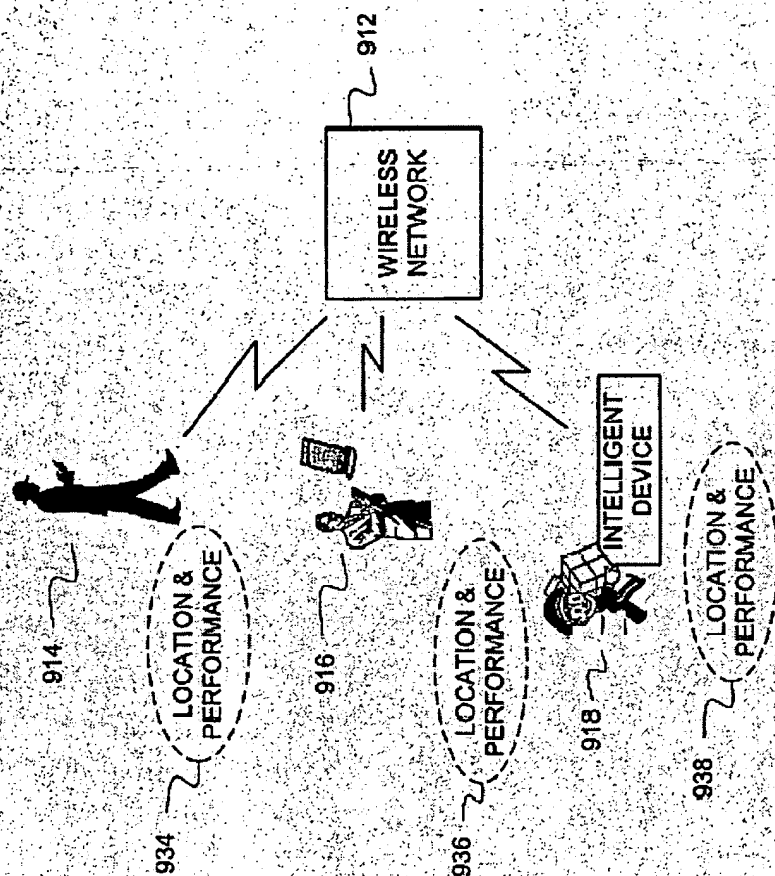 912
WIRELESS
NETWORK
914
LOCATION &
PERFORMANCE
934
916
LOCATION &
PERFORMANCE
936
INTELLIGENT
DEVICE
918
LOCATION &
PERFORMANCE
938